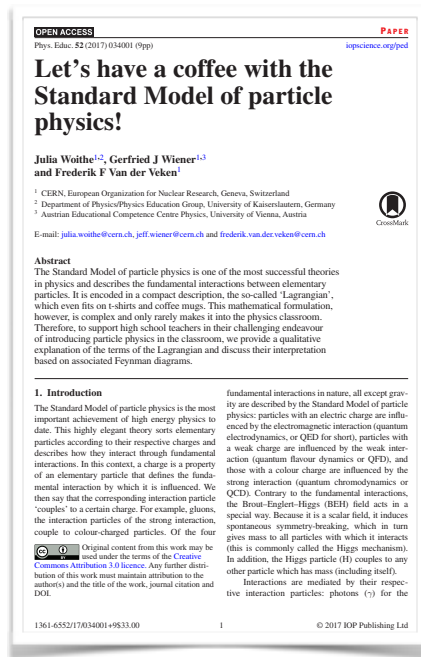 OPEN ACCESS
PAPER
Phys. Educ. 52 (2017) 034001 (9pp)
iopscience.org/ped
Let's have a coffee with the
Standard Model of particle
physics!
Julia Woithe1,2, Gerfried J Wiener1,3
and Frederik F Van der Veken1
1 CERN, European Organization for Nuclear Research, Geneva, Switzerland
2 Department of Physics/Physics Education Group, University of Kaiserslautern, Germany
3 Austrian Educational Competence Centre Physics, University of Vienna, Austria
CrossMark
E-mail: julia.woithe@cern.ch, jeff.wiener@cern.ch and frederik.van.der.veken@cern.ch
Abstract
The Standard Model of particle physics is one of the most successful theories
in physics and describes the fundamental interactions between elementary
particles. It is encoded in a compact description, the so-called 'Lagrangian',
which even fits on t-shirts and coffee mugs. This mathematical formulation,
however, is complex and only rarely makes it into the physics classroom.
Therefore, to support high school teachers in their challenging endeavour
of introducing particle physics in the classroom, we provide a qualitative
explanation of the terms of the Lagrangian and discuss their interpretation
based on associated Feynman diagrams.
1. Introduction
The Standard Model of particle physics is the most
important achievement of high energy physics to
date. This highly elegant theory sorts elementary
particles according to their respective charges and
describes how they interact through fundamental
interactions. In this context, a charge is a property
of an elementary particle that defines the funda-
mental interaction by which it is influenced. We
then say that the corresponding interaction particle
'couples' to a certain charge. For example, gluons,
the interaction particles of the strong interaction,
couple to colour-charged particles. Of the four
cc BY Original content from this work may be
used under the terms of the Creative
Commons Attribution 3.0 licence. Any further distri-
bution of this work must maintain attribution to the
author(s) and the title of the work, journal citation and
DOI.
fundamental interactions in nature, all except grav-
ity are described by the Standard Model of particle
physics: particles with an electric charge are influ-
enced by the electromagnetic interaction (quantum
electrodynamics, or QED for short), particles with
a weak charge are influenced by the weak inter-
action (quantum flavour dynamics or QFD), and
those with a colour charge are influenced by the
strong interaction (quantum chromodynamics or
QCD). Contrary to the fundamental interactions,
the Brout–Englert–Higgs (BEH) field acts in a
special way. Because it is a scalar field, it induces
spontaneous symmetry-breaking, which in turn
gives mass to all particles with which it interacts
(this is commonly called the Higgs mechanism).
In addition, the Higgs particle (H) couples to any
other particle which has mass (including itself).
Interactions are mediated by their respec-
tive interaction particles: photons (γ) for the
1361-6552/17/034001+9$33.00
1
© 2017 IOP Publishing Ltd